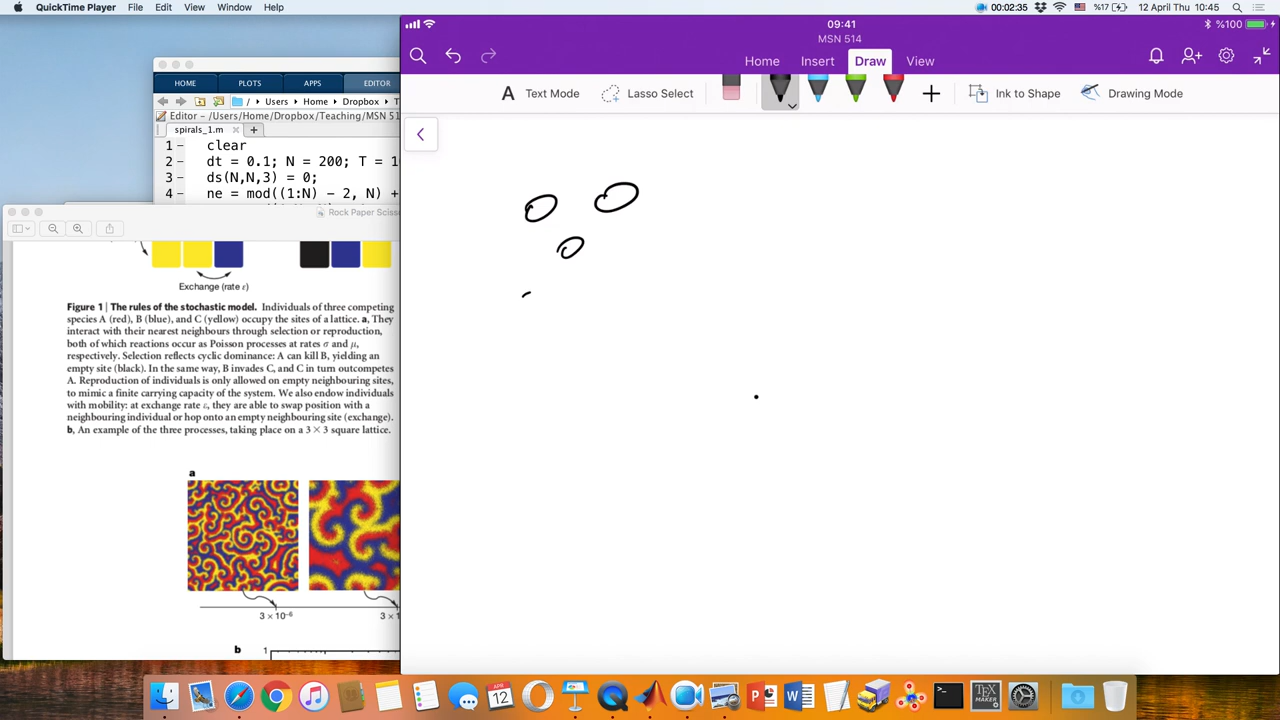 QuickTime Player File Edit View Window Help
00:02:35 %17 12 April Thu 10:45
09:41
%100
MSN 514
Home Insert Draw View
A Text Mode Lasso Select Ink to Shape Drawing Mode
HOME PLOTS APPS EDITOR
/ Users / Home / Dropbox / T
Editor - /Users/Home/Dropbox/Teaching/MSN 51
spirals_1.m
1 clear
2 dt = 0.1; N = 200; T = 1
3 ds(N,N,3) = 0;
4 ne = mod((1:N) - 2, N) +
Rock Paper Sciss
Exchange (rate ε)
Figure 1 | The rules of the stochastic model. Individuals of three competing
species A (red), B (blue), and C (yellow) occupy the sites of a lattice. a, They
interact with their nearest neighbours through selection or reproduction,
both of which reactions occur as Poisson processes at rates σ and μ,
respectively. Selection reflects cyclic dominance: A can kill B, yielding an
empty site (black). In the same way, B invades C, and C in turn outcompetes
A. Reproduction of individuals is only allowed on empty neighbouring sites,
to mimic a finite carrying capacity of the system. We also endow individuals
with mobility: at exchange rate ε, they are able to swap position with a
neighbouring individual or hop onto an empty neighbouring site (exchange).
b, An example of the three processes, taking place on a 3 × 3 square lattice.
a
3 × 10⁻⁶ 3 × 1
b 1
APR
12
TEX
MAKER